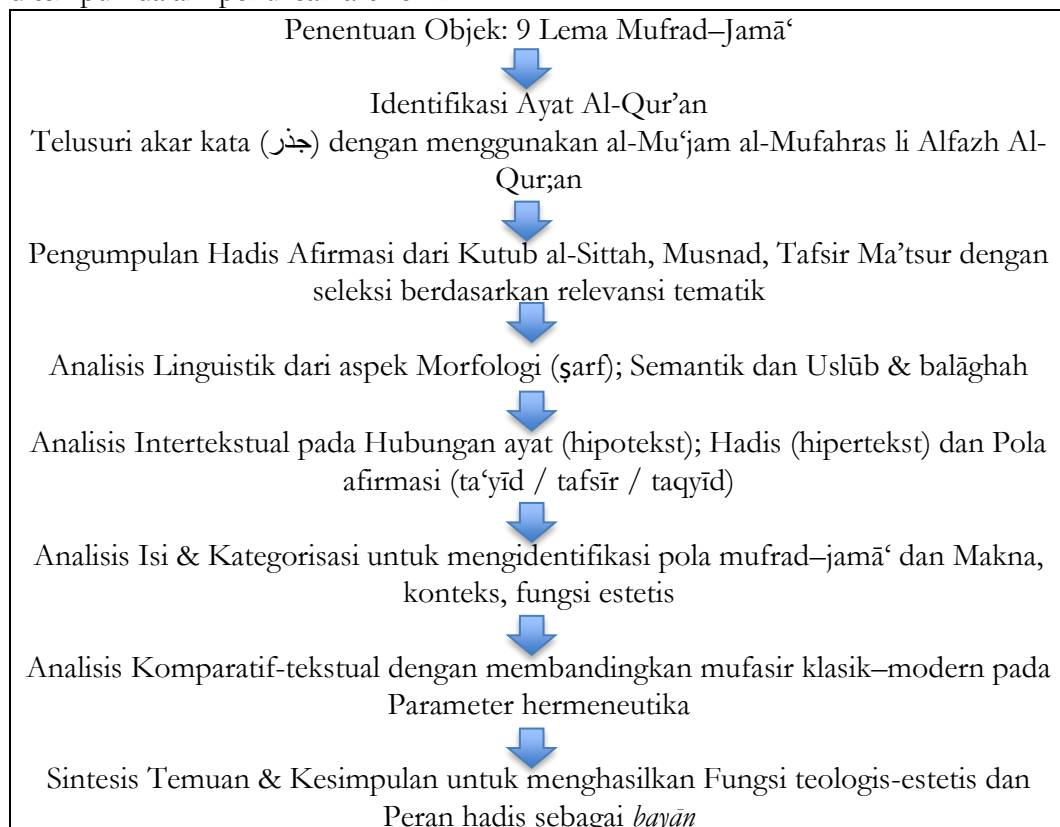 Penentuan Objek: 9 Lema Mufrad–Jamā‘
Identifikasi Ayat Al-Qur’an
Telusuri akar kata (جذر) dengan menggunakan al-Mu‘jam al-Mufahras li Alfazh Al-
Qur;an
Pengumpulan Hadis Afirmasi dari Kutub al-Sittah, Musnad, Tafsir Ma’tsur dengan
seleksi berdasarkan relevansi tematik
Analisis Linguistik dari aspek Morfologi (ṣarf); Semantik dan Uslūb & balāghah
Analisis Intertekstual pada Hubungan ayat (hipotekst); Hadis (hipertekst) dan Pola
afirmasi (ta‘yīd / tafsīr / taqyīd)
Analisis Isi & Kategorisasi untuk mengidentifikasi pola mufrad–jamā‘ dan Makna,
konteks, fungsi estetis
Analisis Komparatif-tekstual dengan membandingkan mufasir klasik–modern pada
Parameter hermeneutika
Sintesis Temuan & Kesimpulan untuk menghasilkan Fungsi teologis-estetis dan
Peran hadis sebagai bayān